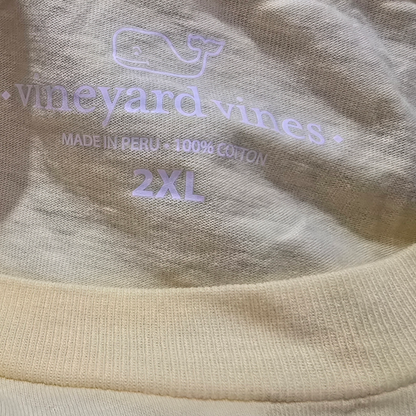 vineyard vines
MADE IN PERU • 100% COTTON
2XL